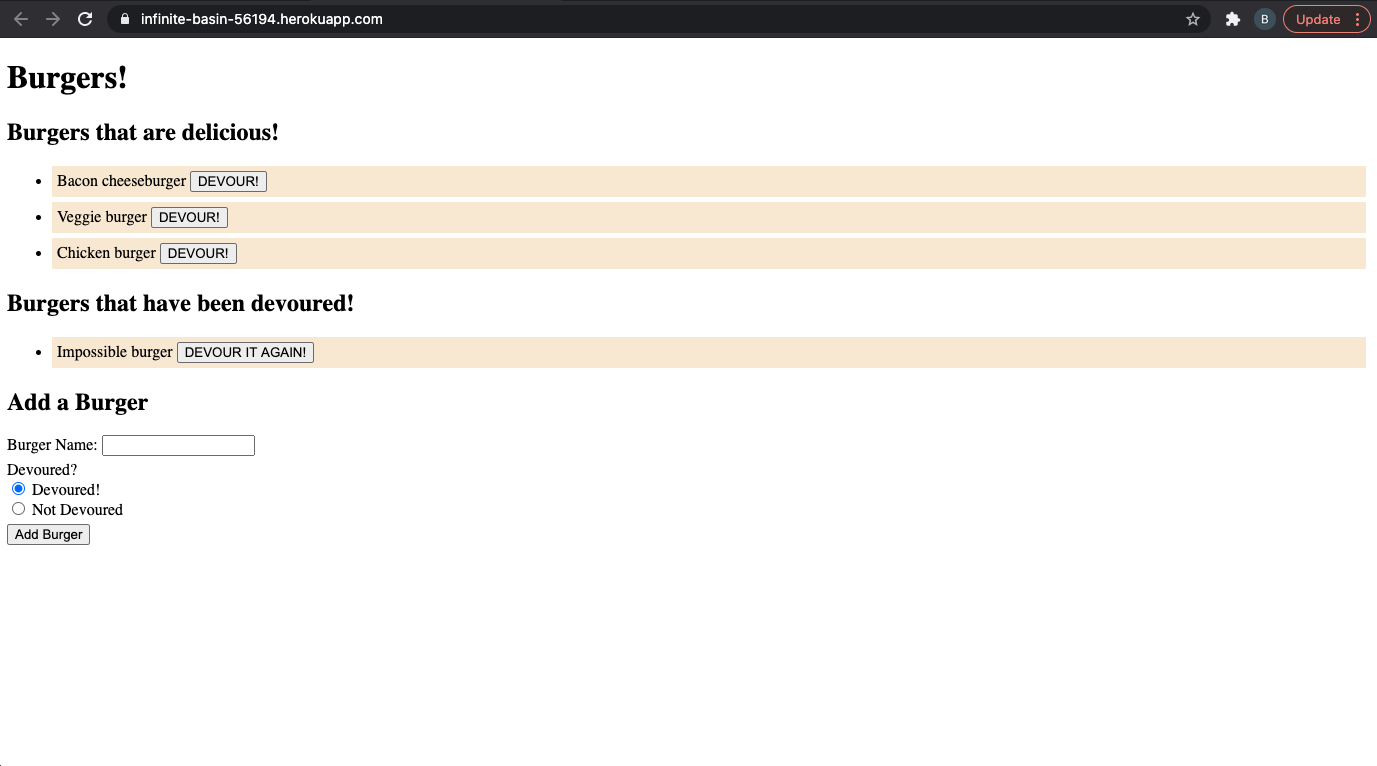 infinite-basin-56194.herokuapp.com
B
Update
Burgers!
Burgers that are delicious!
Bacon cheeseburger DEVOUR!
Veggie burger DEVOUR!
Chicken burger DEVOUR!
Burgers that have been devoured!
Impossible burger DEVOUR IT AGAIN!
Add a Burger
Burger Name:
Devoured?
Devoured!
Not Devoured
Add Burger